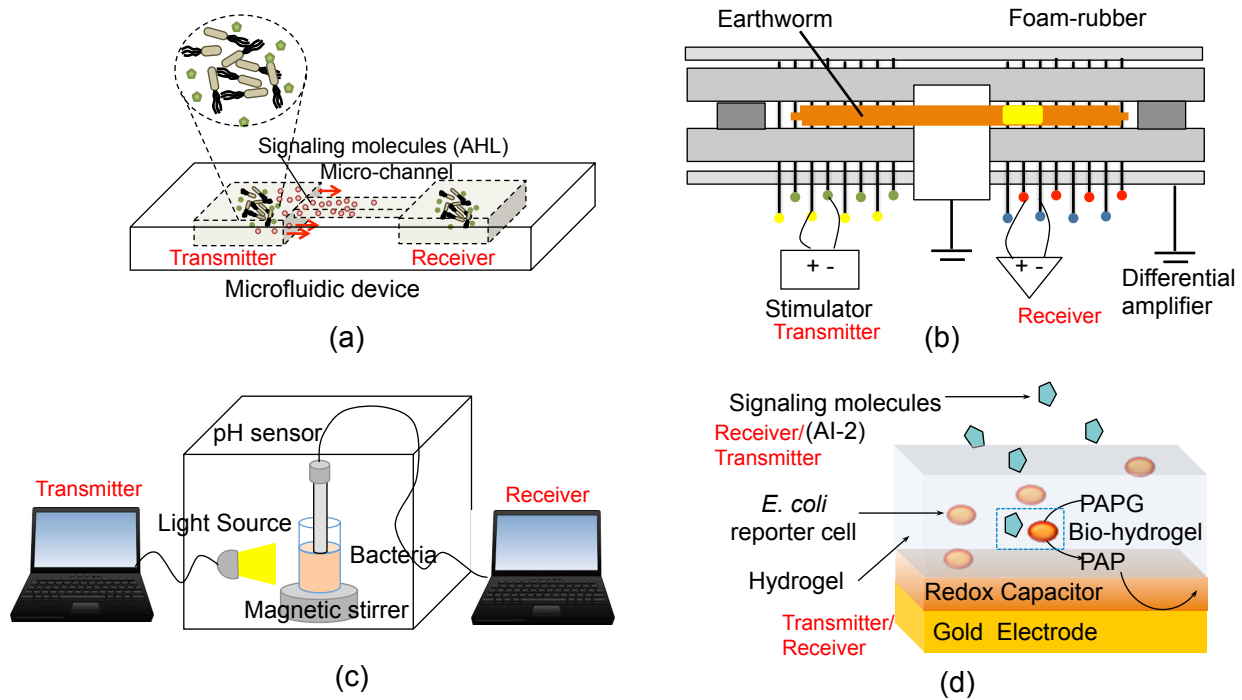 Signaling molecules (AHL)
Micro-channel
Transmitter
Receiver
Microfluidic device
(a)
Earthworm
Foam-rubber
+ -
+ -
Stimulator
Transmitter
Receiver
Differential
amplifier
(b)
pH sensor
Transmitter
Light Source
Receiver
Bacteria
Magnetic stirrer
(c)
Signaling molecules
Receiver/(AI-2)
Transmitter
E. coli
reporter cell
PAPG
Bio-hydrogel
PAP
Hydrogel
Redox Capacitor
Transmitter/
Receiver
Gold Electrode
(d)